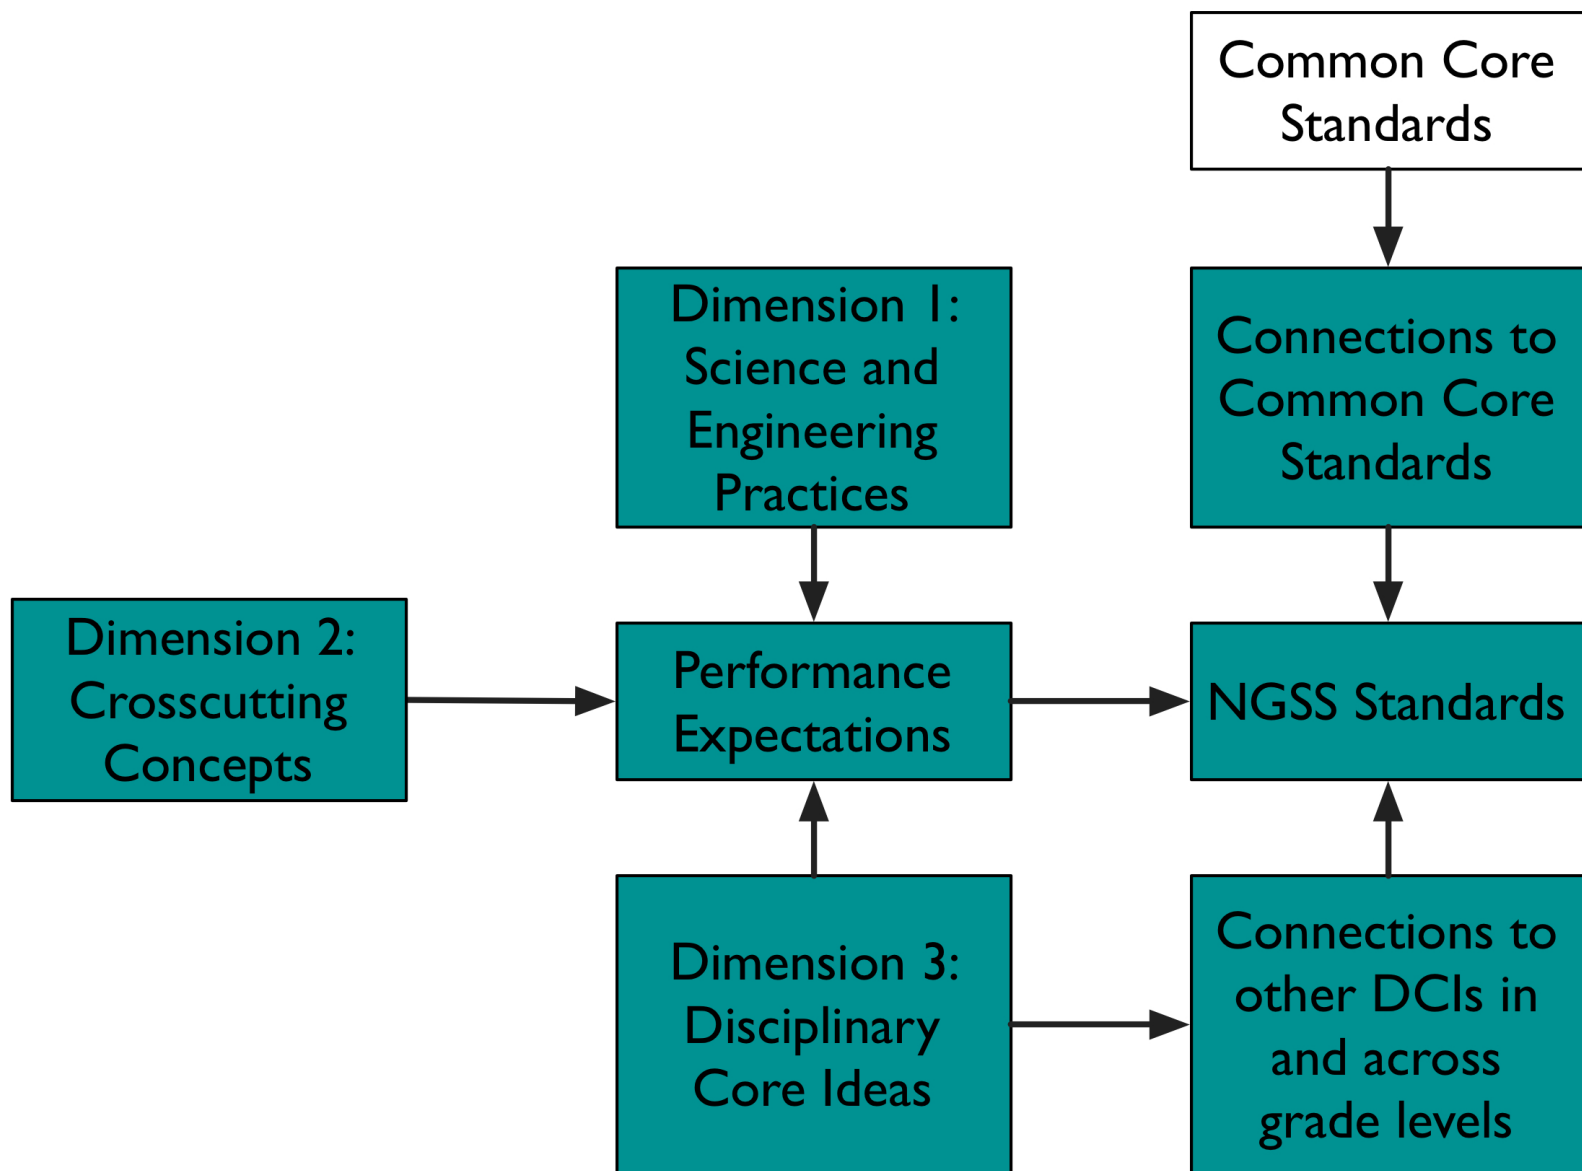 Common Core
Standards
Dimension 1:
Science and
Engineering
Practices
Connections to
Common Core
Standards
Dimension 2:
Crosscutting
Concepts
Performance
Expectations
NGSS Standards
Dimension 3:
Disciplinary
Core Ideas
Connections to
other DCIs in
and across
grade levels